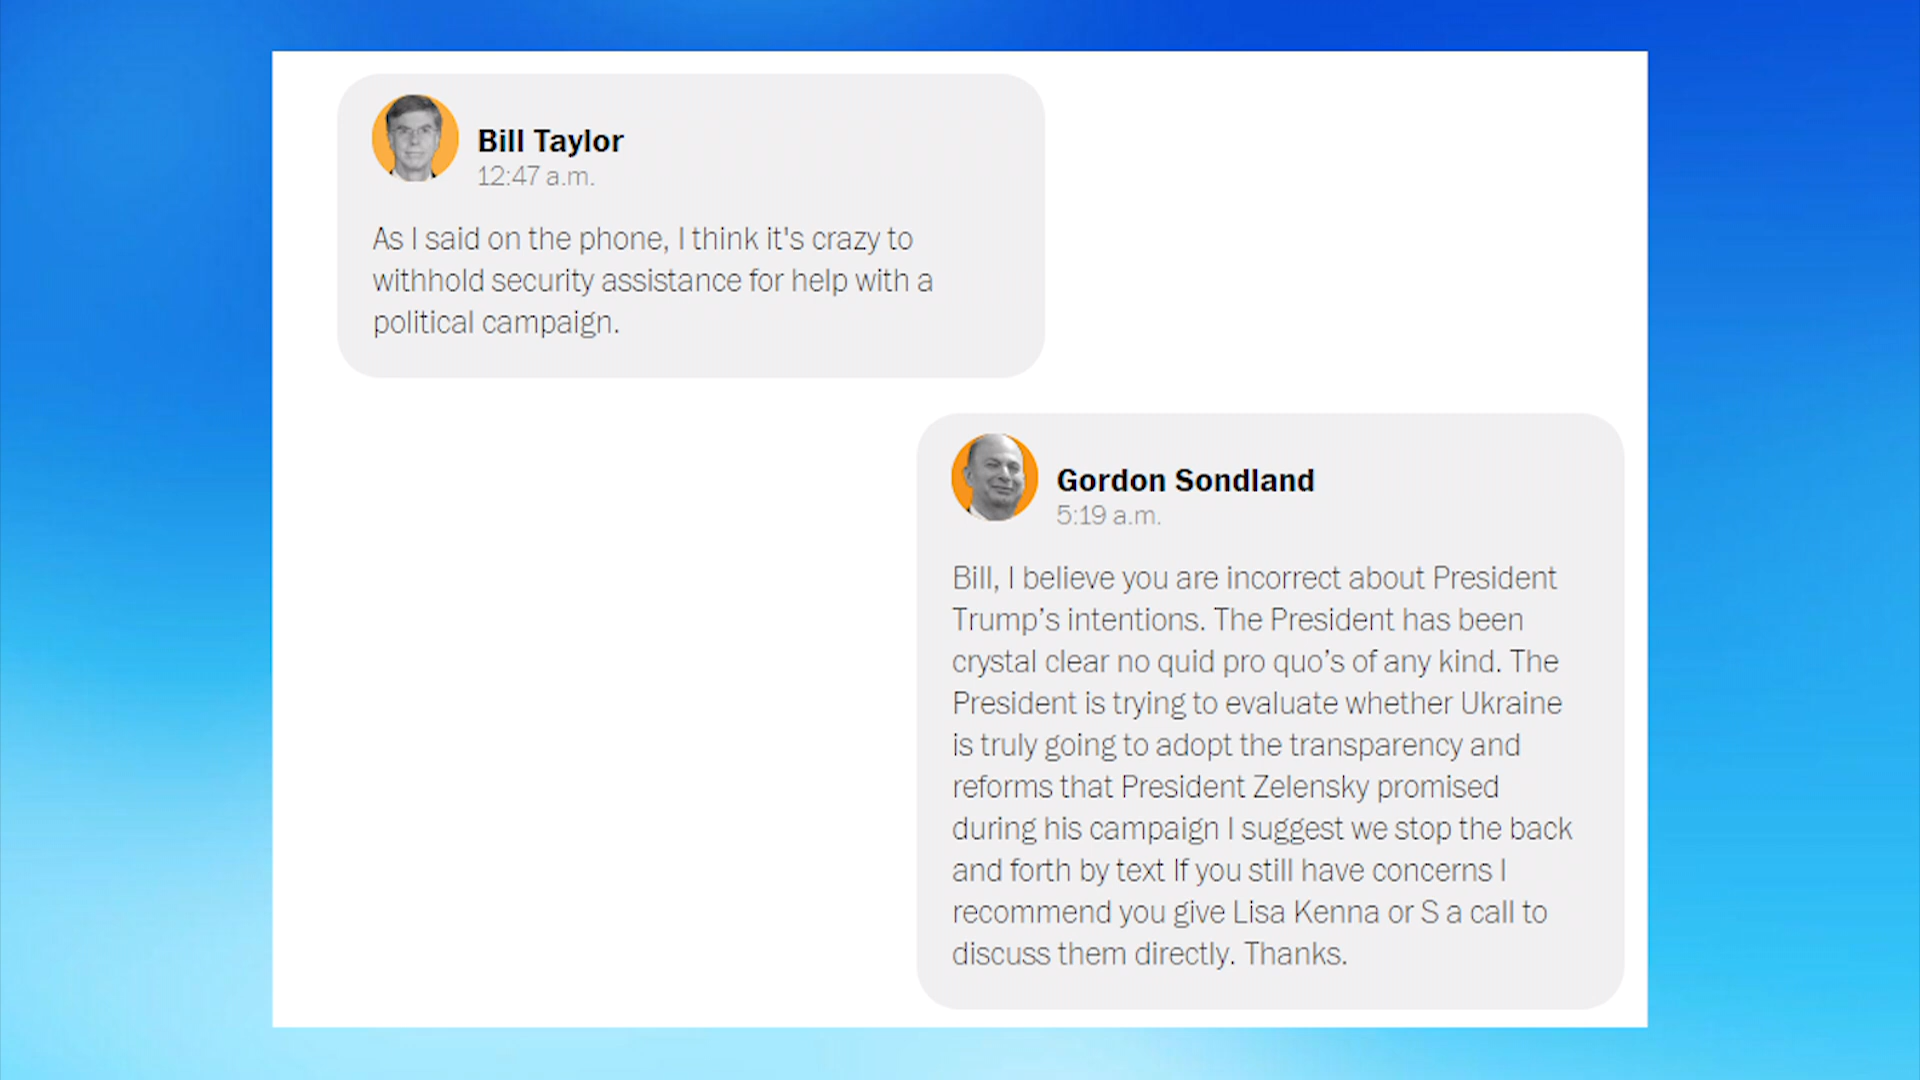 Bill Taylor
12:47 a.m.
As I said on the phone, I think it's crazy to
withhold security assistance for help with a
political campaign.
Gordon Sondland
5:19 a.m.
Bill, I believe you are incorrect about President
Trump’s intentions. The President has been
crystal clear no quid pro quo’s of any kind. The
President is trying to evaluate whether Ukraine
is truly going to adopt the transparency and
reforms that President Zelensky promised
during his campaign I suggest we stop the back
and forth by text If you still have concerns I
recommend you give Lisa Kenna or S a call to
discuss them directly. Thanks.